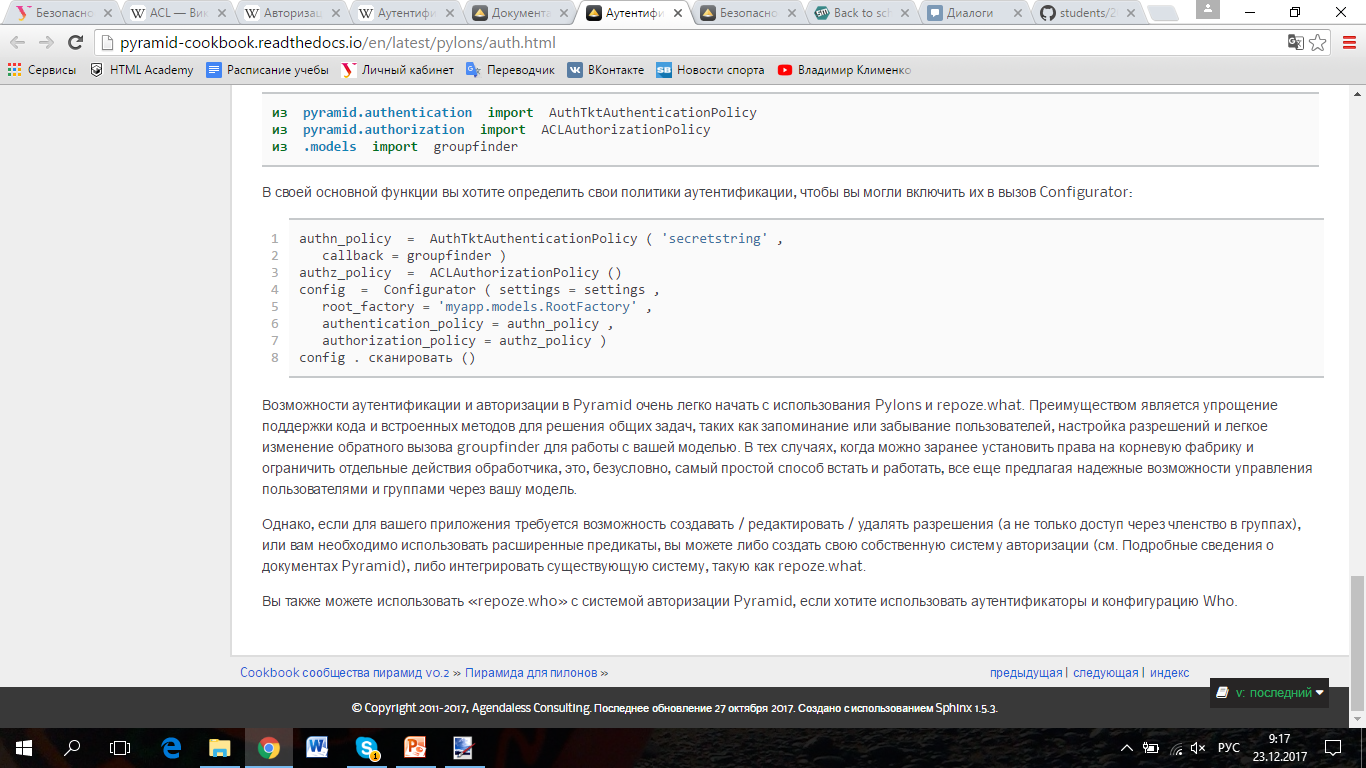 Безопасно
ACL — Вик
Авторизац
Аутентифи
Документа
Аутентифи
Безопасно
Back to sch
Диалоги
students/2
pyramid-cookbook.readthedocs.io/en/latest/pylons/auth.html
Сервисы HTML Academy Расписание учебы Личный кабинет Переводчик ВКонтакте Новости спорта Владимир Клименко
из pyramid.authentication import AuthTktAuthenticationPolicy
из pyramid.authorization import ACLAuthorizationPolicy
из .models import groupfinder
В своей основной функции вы хотите определить свои политики аутентификации, чтобы вы могли включить их в вызов Configurator:
1 authn_policy = AuthTktAuthenticationPolicy ( 'secretstring' ,
2 callback = groupfinder )
3 authz_policy = ACLAuthorizationPolicy ()
4 config = Configurator ( settings = settings ,
5 root_factory = 'myapp.models.RootFactory' ,
6 authentication_policy = authn_policy ,
7 authorization_policy = authz_policy )
8 config . сканировать ()
Возможности аутентификации и авторизации в Pyramid очень легко начать с использования Pylons и repoze.what. Преимуществом является упрощение
поддержки кода и встроенных методов для решения общих задач, таких как запоминание или забывание пользователей, настройка разрешений и легкое
изменение обратного вызова groupfinder для работы с вашей моделью. В тех случаях, когда можно заранее установить права на корневую фабрику и
ограничить отдельные действия обработчика, это, безусловно, самый простой способ встать и работать, все еще предлагая надежные возможности управления
пользователями и группами через вашу модель.
Однако, если для вашего приложения требуется возможность создавать / редактировать / удалять разрешения (а не только доступ через членство в группах),
или вам необходимо использовать расширенные предикаты, вы можете либо создать свою собственную систему авторизации (см. Подробные сведения о
документах Pyramid), либо интегрировать существующую систему, такую как repoze.what.
Вы также можете использовать «repoze.who» с системой авторизации Pyramid, если хотите использовать аутентификаторы и конфигурацию Who.
Cookbook сообщества пирамид v0.2 » Пирамида для пилонов »
предыдущая | следующая | индекс
v: последний
© Copyright 2011-2017, Agendaless Consulting. Последнее обновление 27 октября 2017. Создано с использованием Sphinx 1.5.3.
РУС
9:17
23.12.2017